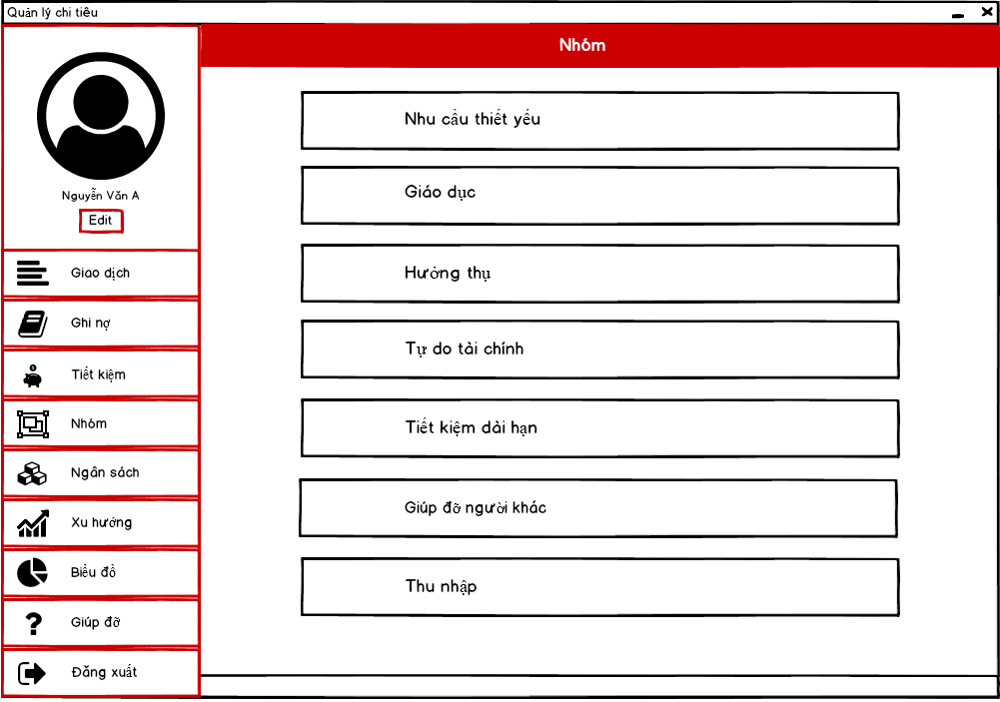 Quản lý chi tiêu
Nhóm
Nguyễn Văn A
Edit
Giao dịch
Ghi nợ
Tiết kiệm
Nhóm
Ngân sách
Xu hướng
Biểu đồ
Giúp đỡ
Đăng xuất
Nhu cầu thiết yếu
Giáo dục
Hưởng thụ
Tự do tài chính
Tiết kiệm dài hạn
Giúp đỡ người khác
Thu nhập